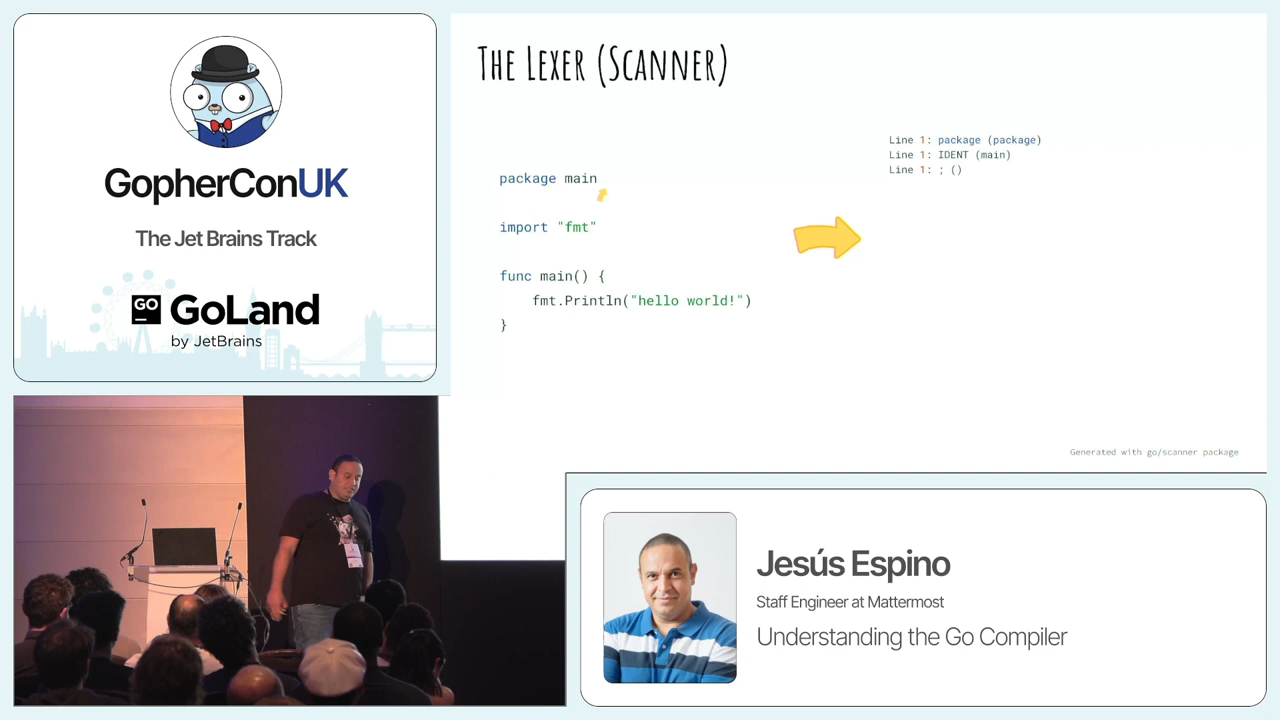 GopherConUK
The Jet Brains Track
GO GoLand
by JetBrains
The Lexer (Scanner)
package main
import "fmt"
func main() {
    fmt.Println("hello world!")
}
Line 1: package (package)
Line 1: IDENT (main)
Line 1: ; ()
Generated with go/scanner package
Jesús Espino
Staff Engineer at Mattermost
Understanding the Go Compiler